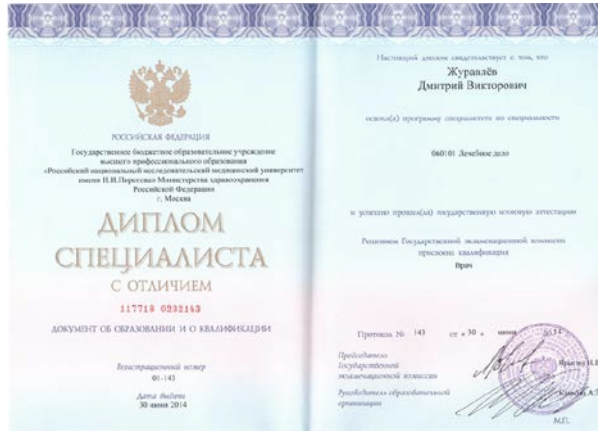 РОССИЙСКАЯ ФЕДЕРАЦИЯ
Государственное бюджетное образовательное учреждение
высшего профессионального образования
«Российский национальный исследовательский медицинский университет
имени Н.И.Пирогова» Министерства здравоохранения
Российской Федерации
г. Москва
ДИПЛОМ
СПЕЦИАЛИСТА
С ОТЛИЧИЕМ
117718 0232143
ДОКУМЕНТ ОБ ОБРАЗОВАНИИ И О КВАЛИФИКАЦИИ
Регистрационный номер
01-143
Дата выдачи
30 июня 2014
Настоящий диплом свидетельствует о том, что
Журавлёв
Дмитрий Викторович
освоил(а) программу специалитета по специальности
060101 Лечебное дело
и успешно прошел(ла) государственную итоговую аттестацию
Решением Государственной экзаменационной комиссии
присвоена квалификация
Врач
Протокол № 143 от « 30 » июня
Председатель
Государственной
экзаменационной комиссии
Руководитель образовательной
организации
М.П.